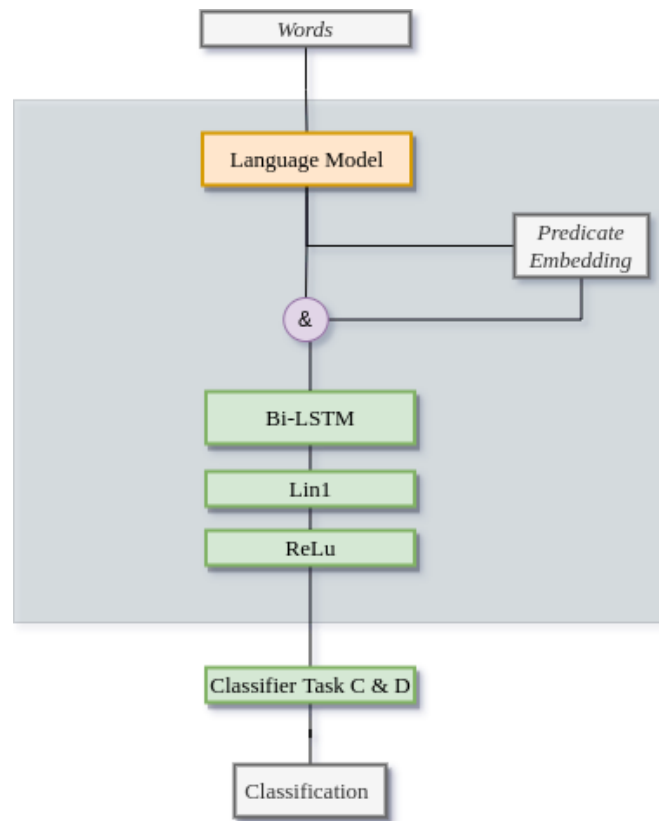 Words
Language Model
Predicate
Embedding
&
Bi-LSTM
Lin1
ReLu
Classifier Task C & D
Classification